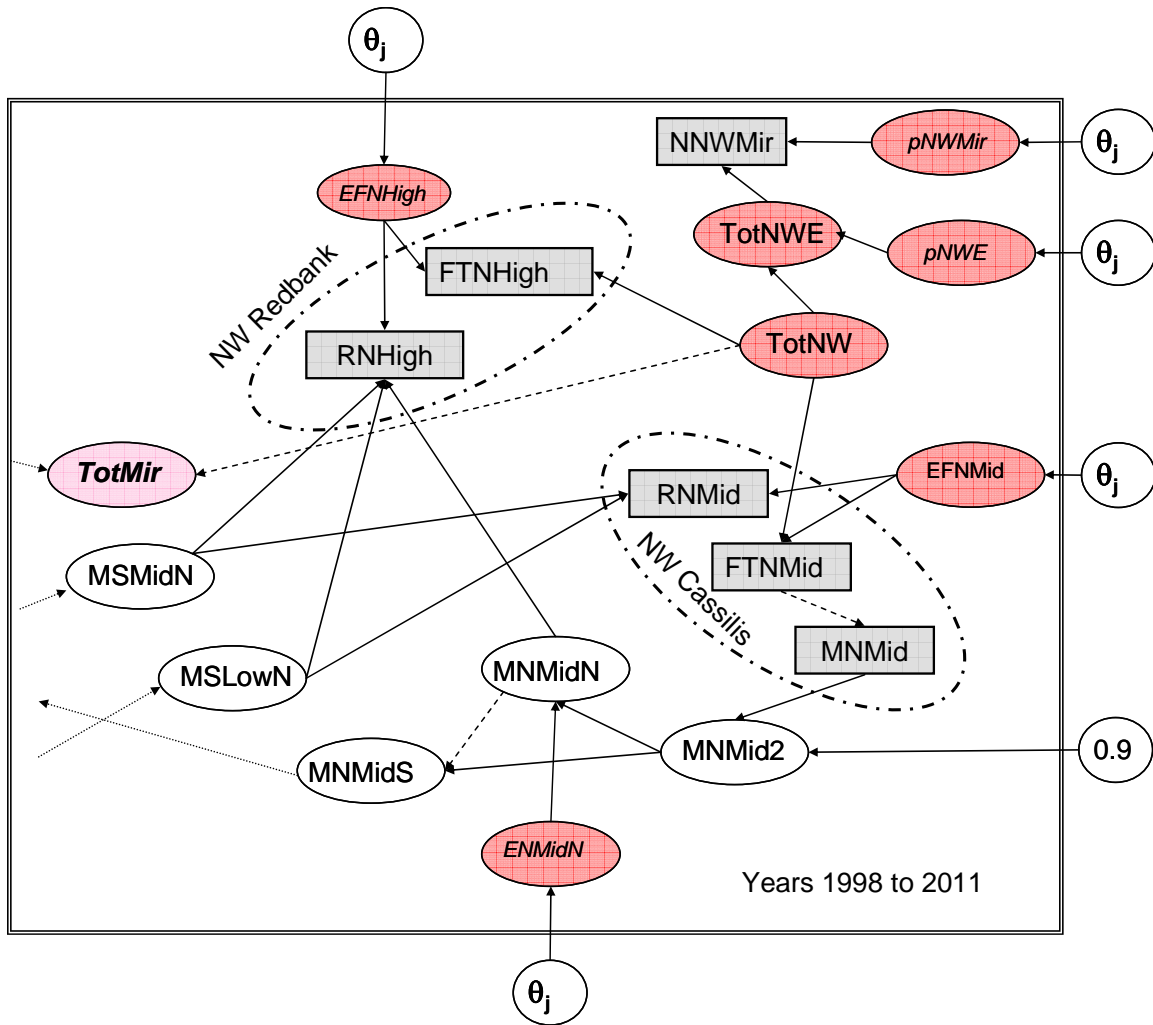 θj
NNWMir
pNWMir
θj
EFNHigh
TotNWE
pNWE
θj
FTNHigh
NW Redbank
RNHigh
TotNW
TotMir
RNMid
EFNMid
θj
MSMidN
FTNMid
NW Cassilis
MNMid
MSLowN
MNMidN
MNMidS
MNMid2
0.9
ENMidN
Years 1998 to 2011
θj